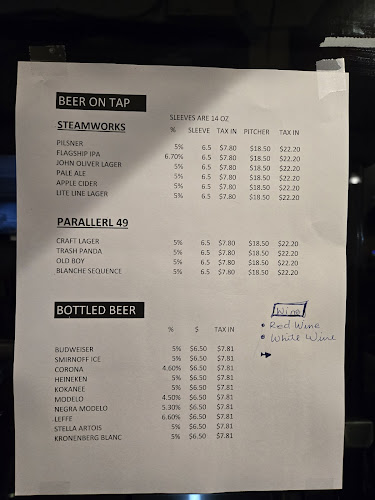 BEER ON TAP
SLEEVES ARE 14 OZ
STEAMWORKS % SLEEVE TAX IN PITCHER TAX IN
PILSNER 5% 6.5 $7.80 $18.50 $22.20
FLAGSHIP IPA 6.70% 6.5 $7.80 $18.50 $22.20
JOHN OLIVER LAGER 5% 6.5 $7.80 $18.50 $22.20
PALE ALE 5% 6.5 $7.80 $18.50 $22.20
APPLE CIDER 5% 6.5 $7.80 $18.50 $22.20
LITE LINE LAGER 5% 6.5 $7.80 $18.50 $22.20
PARALLERL 49
CRAFT LAGER 5% 6.5 $7.80 $18.50 $22.20
TRASH PANDA 5% 6.5 $7.80 $18.50 $22.20
OLD BOY 5% 6.5 $7.80 $18.50 $22.20
BLANCHE SEQUENCE 5% 6.5 $7.80 $18.50 $22.20
BOTTLED BEER
% $ TAX IN
BUDWEISER 5% $6.50 $7.81
SMIRNOFF ICE 5% $6.50 $7.81
CORONA 4.60% $6.50 $7.81
HEINEKEN 5% $6.50 $7.81
KOKANEE 5% $6.50 $7.81
MODELO 4.50% $6.50 $7.81
NEGRA MODELO 5.30% $6.50 $7.81
LEFFE 6.60% $6.50 $7.81
STELLA ARTOIS 5% $6.50 $7.81
KRONENBERG BLANC 5% $6.50 $7.81
Wine
• Red Wine
• White Wine